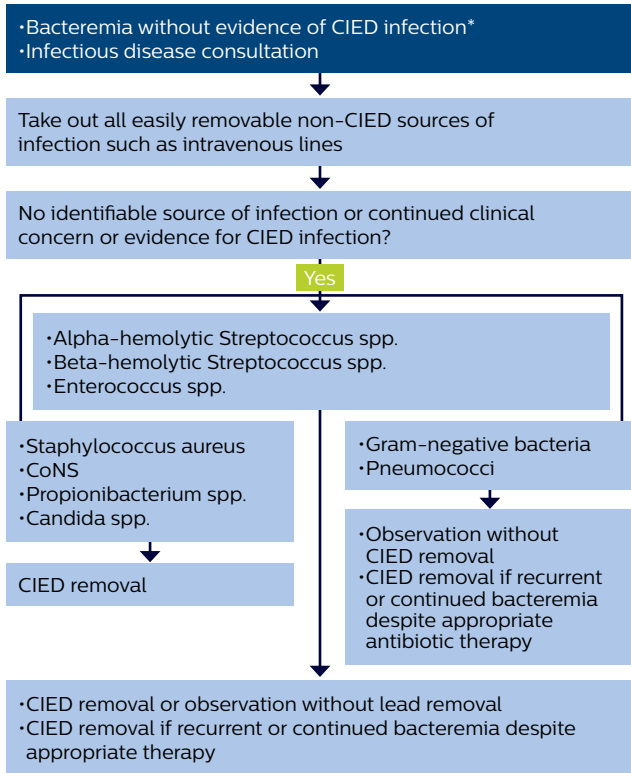 ·Bacteremia without evidence of CIED infection*
·Infectious disease consultation
Take out all easily removable non-CIED sources of
infection such as intravenous lines
No identifiable source of infection or continued clinical
concern or evidence for CIED infection?
Yes
·Alpha-hemolytic Streptococcus spp.
·Beta-hemolytic Streptococcus spp.
·Enterococcus spp.
·Staphylococcus aureus
·CoNS
·Propionibacterium spp.
·Candida spp.
CIED removal
·Gram-negative bacteria
·Pneumococci
·Observation without
CIED removal
·CIED removal if recurrent
or continued bacteremia
despite appropriate
antibiotic therapy
·CIED removal or observation without lead removal
·CIED removal if recurrent or continued bacteremia despite
appropriate therapy